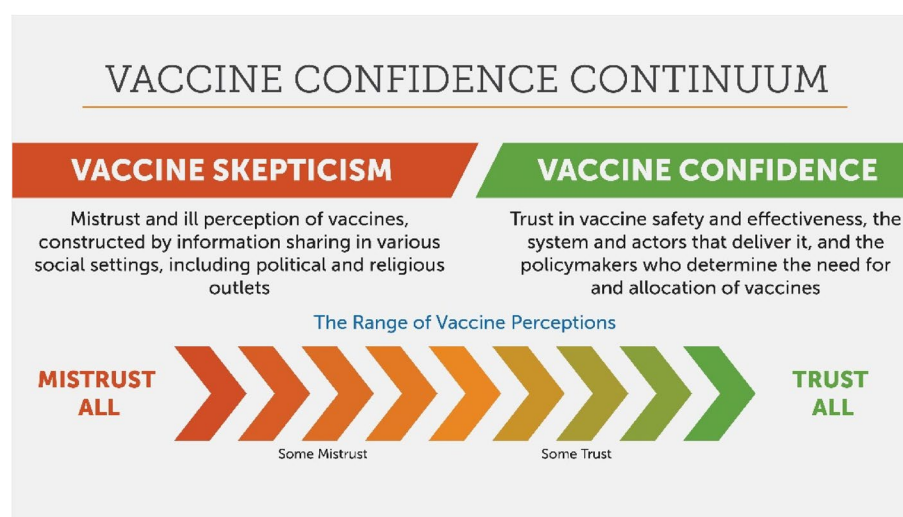 VACCINE CONFIDENCE CONTINUUM
VACCINE SKEPTICISM
Mistrust and ill perception of vaccines,
constructed by information sharing in various
social settings, including political and religious
outlets
VACCINE CONFIDENCE
Trust in vaccine safety and effectiveness, the
system and actors that deliver it, and the
policymakers who determine the need for
and allocation of vaccines
The Range of Vaccine Perceptions
MISTRUST
ALL
Some Mistrust
Some Trust
TRUST
ALL